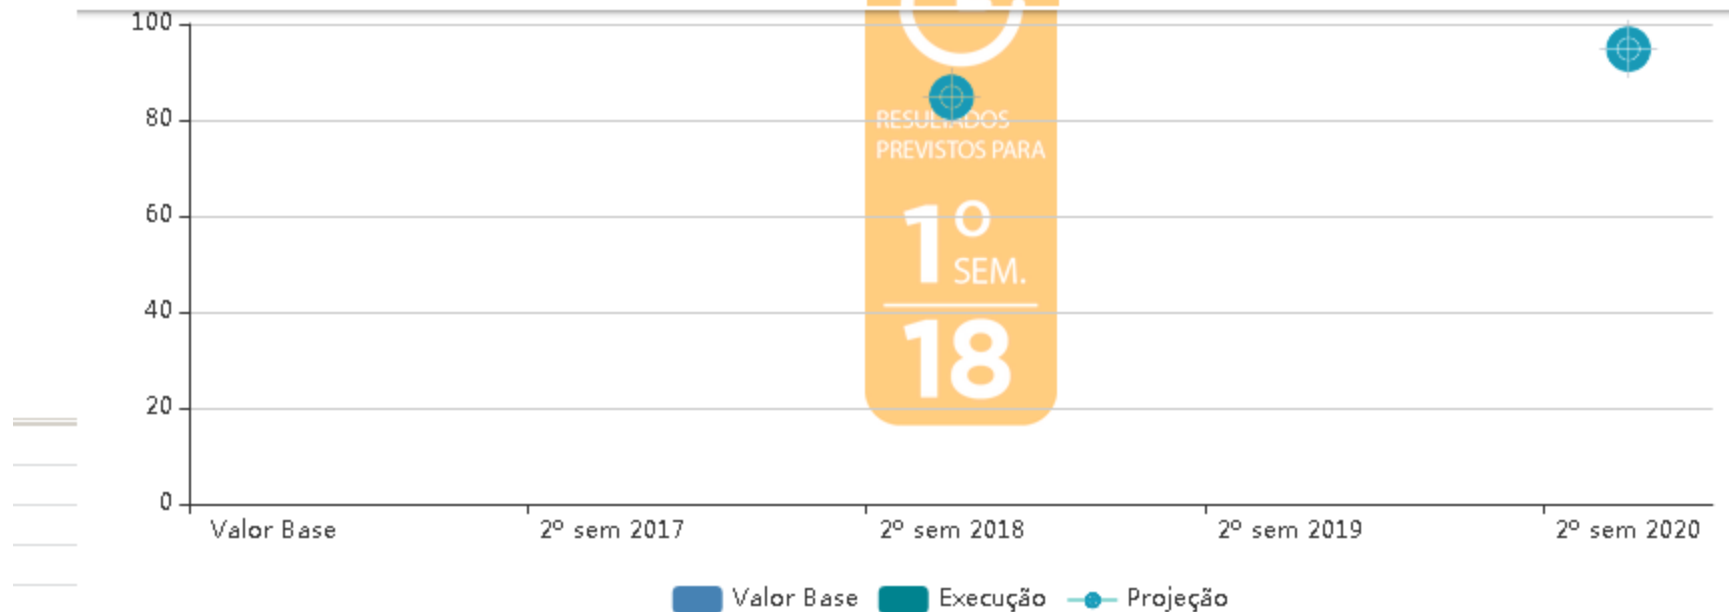 100
80
60
40
20
0
RESULTADOS
PREVISTOS PARA
1º
SEM.
18
Valor Base 2º sem 2017 2º sem 2018 2º sem 2019 2º sem 2020
Valor Base Execução Projeção